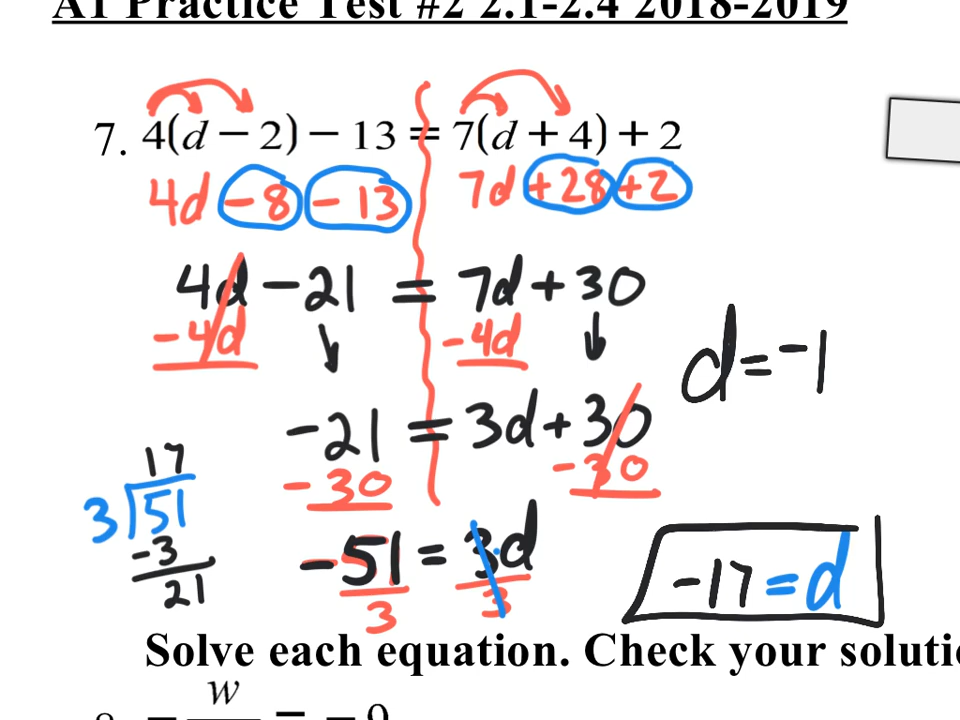 A1 Practice Test #2 2.1-2.4 2018-2019
7. 4(d − 2) − 13 = 7(d + 4) + 2
4d − 8 − 13 7d + 28 + 2
4d − 21 = 7d + 30
− 4d − 4d
d = −1
−21 = 3d + 30
− 30 − 30
17
3 51
−3
21
−51 = 3d
3 3
−17 = d
Solve each equation. Check your
w
− = − 9